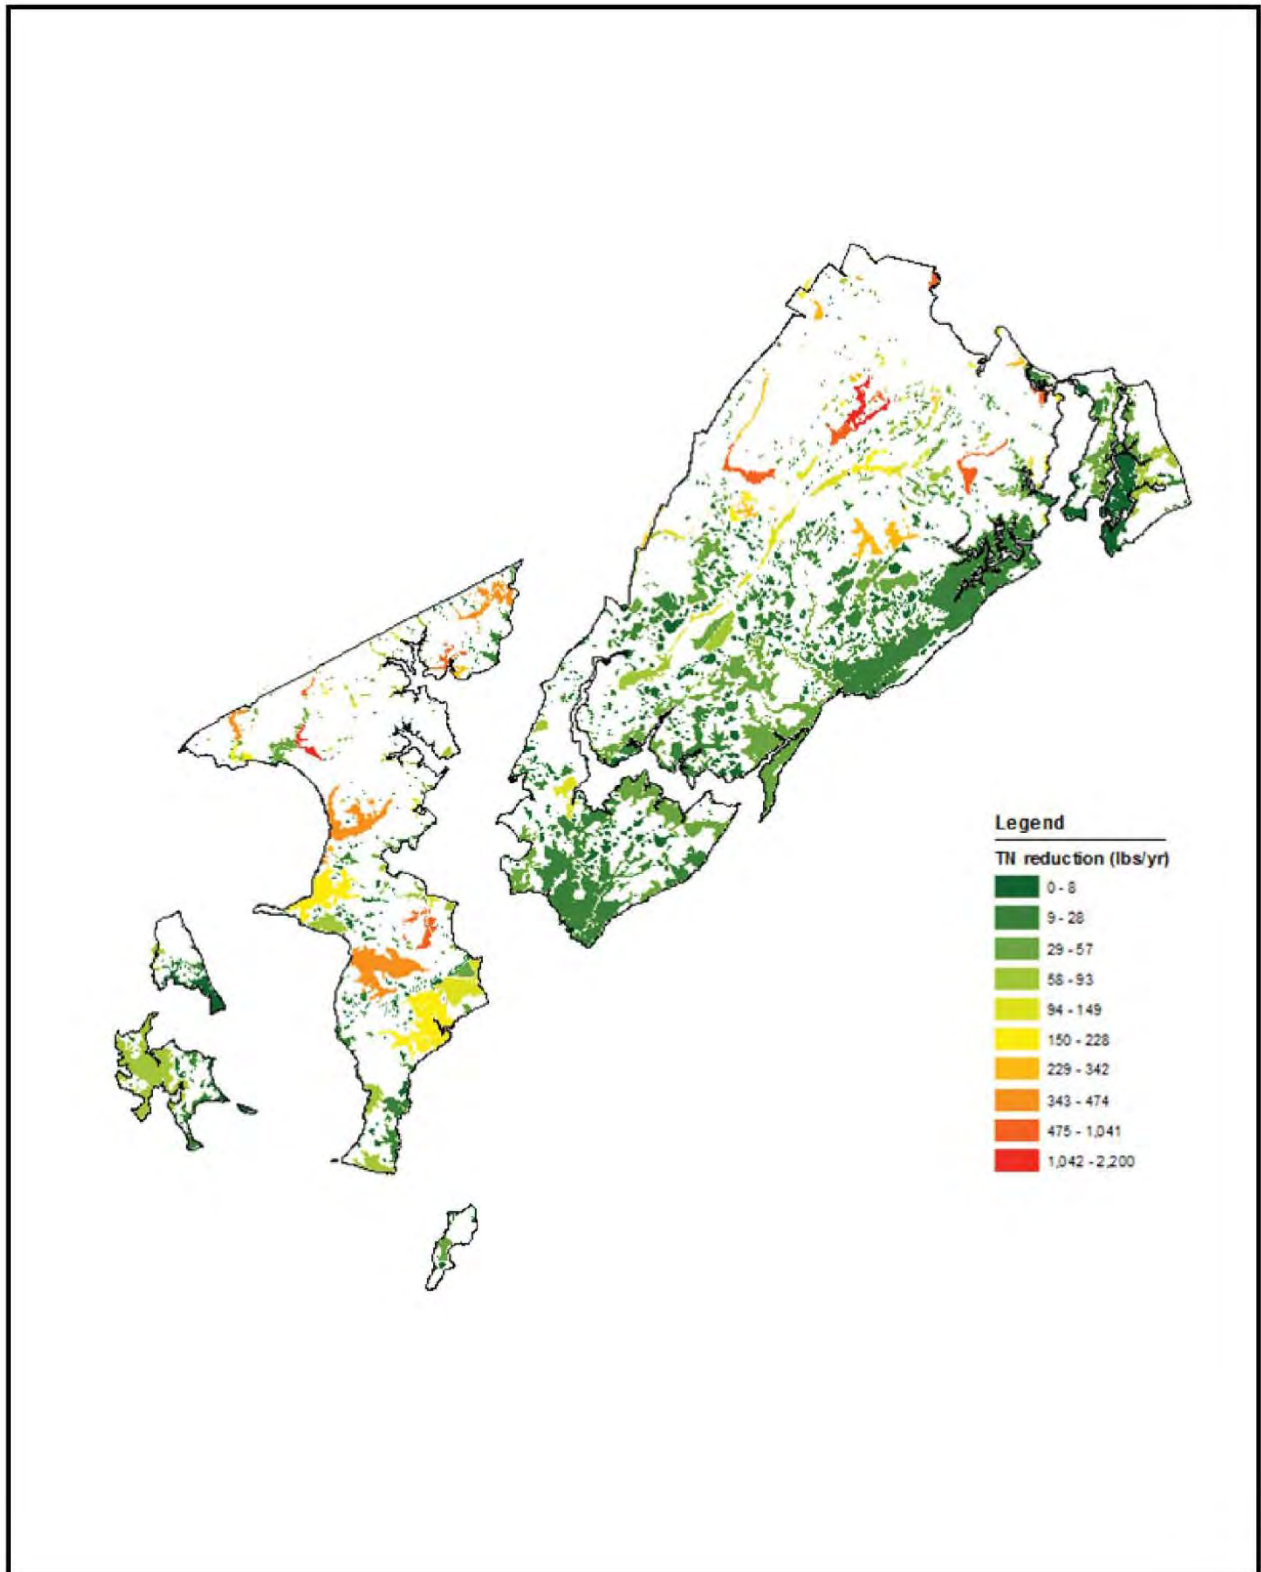 Legend
TN reduction (lbs/yr)
0 - 8
9 - 28
29 - 57
58 - 93
94 - 149
150 - 228
229 - 342
343 - 474
475 - 1,041
1,042 - 2,200